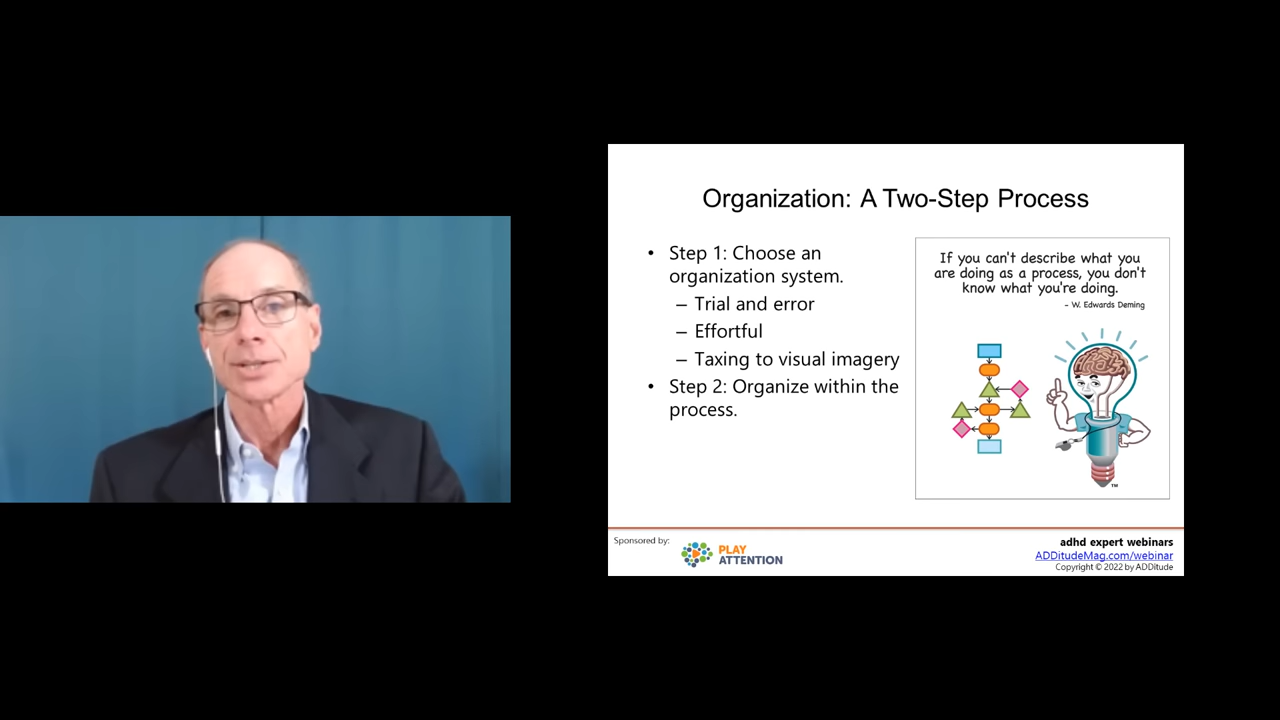 Organization: A Two-Step Process
• Step 1: Choose an
organization system.
– Trial and error
– Effortful
– Taxing to visual imagery
• Step 2: Organize within the
process.
If you can't describe what you
are doing as a process, you don't
know what you're doing.
- W. Edwards Deming
TM
Sponsored by:
PLAY
ATTENTION
adhd expert webinars
ADDitudeMag.com/webinar
Copyright © 2022 by ADDitude